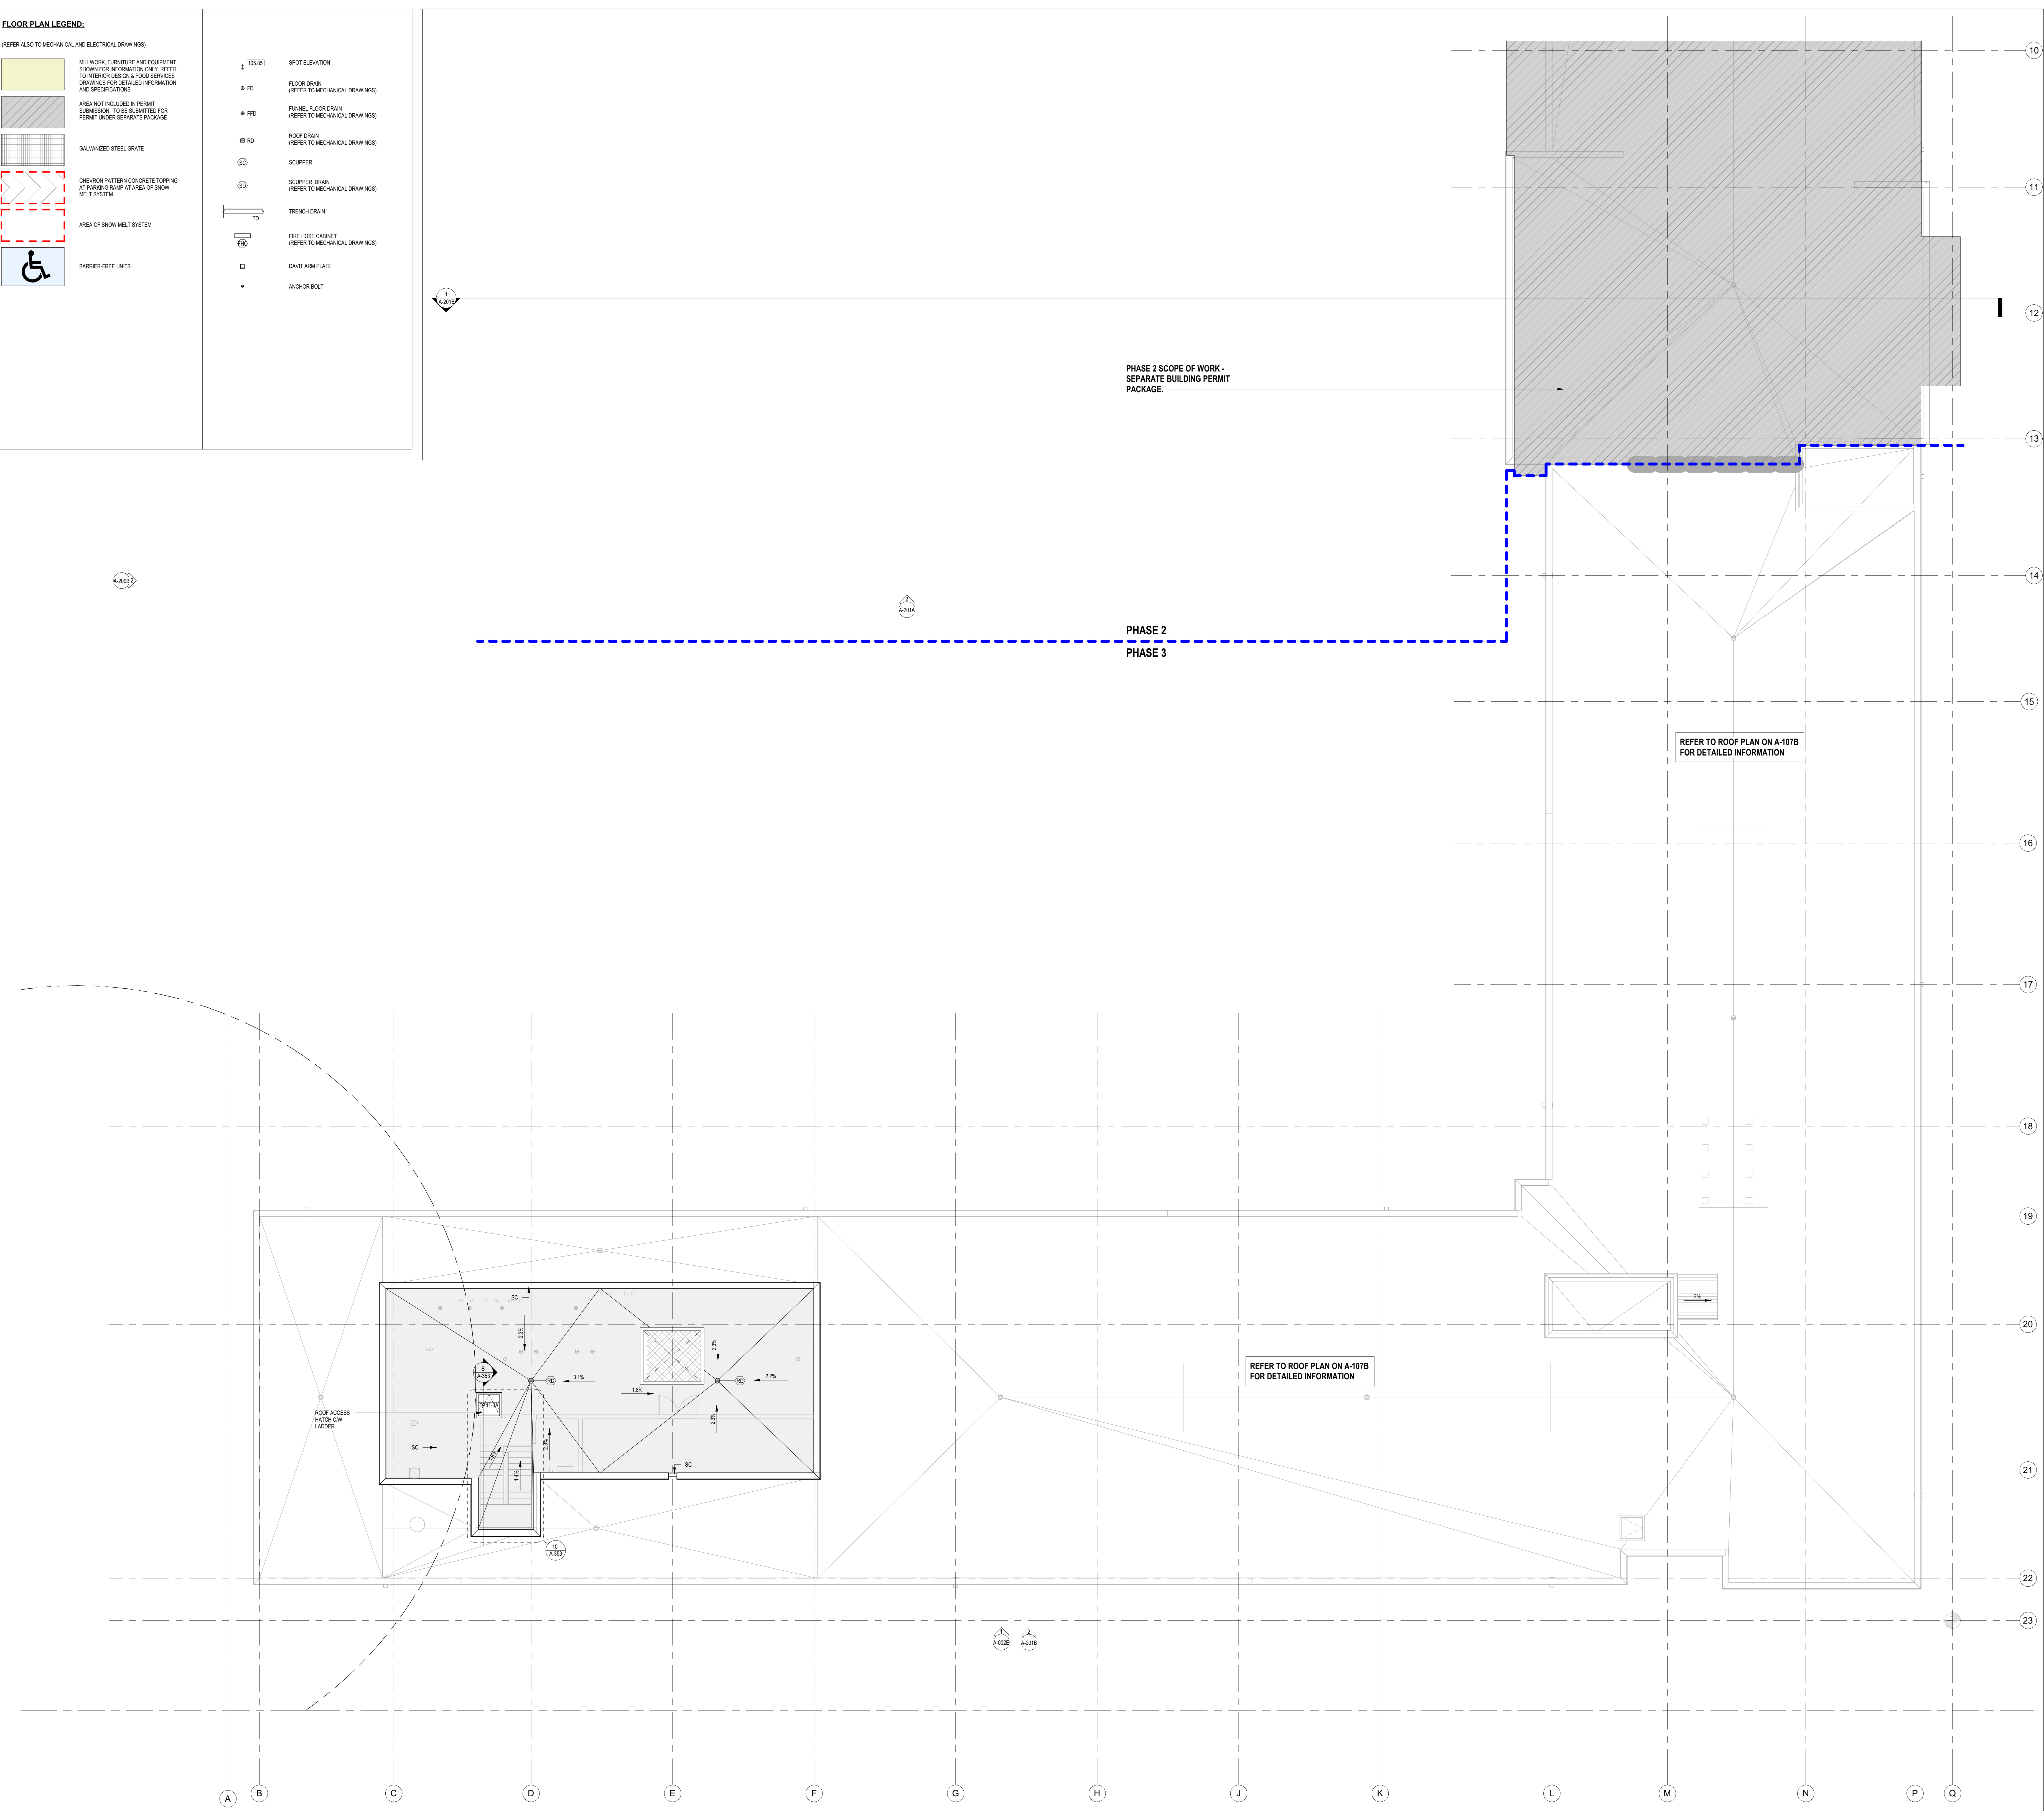 FLOOR PLAN LEGEND:
(REFER ALSO TO MECHANICAL AND ELECTRICAL DRAWINGS)
MILLWORK, FURNITURE AND EQUIPMENT
SHOWN FOR INFORMATION ONLY. REFER
TO INTERIOR DESIGN & FOOD SERVICES
DRAWINGS FOR DETAILED INFORMATION
AND SPECIFICATIONS
AREA NOT INCLUDED IN PERMIT
SUBMISSION. TO BE SUBMITTED FOR
PERMIT UNDER SEPARATE PACKAGE
GALVANIZED STEEL GRATE
CHEVRON PATTERN CONCRETE TOPPING
AT PARKING RAMP AT AREA OF SNOW
MELT SYSTEM
AREA OF SNOW MELT SYSTEM
BARRIER-FREE UNITS
105.85 SPOT ELEVATION
FD FLOOR DRAIN
(REFER TO MECHANICAL DRAWINGS)
FFD FUNNEL FLOOR DRAIN
(REFER TO MECHANICAL DRAWINGS)
RD ROOF DRAIN
(REFER TO MECHANICAL DRAWINGS)
SC SCUPPER
SD SCUPPER DRAIN
(REFER TO MECHANICAL DRAWINGS)
TD TRENCH DRAIN
FHC FIRE HOSE CABINET
(REFER TO MECHANICAL DRAWINGS)
DAVIT ARM PLATE
ANCHOR BOLT
10
11
1
A-201B
12
PHASE 2 SCOPE OF WORK -
SEPARATE BUILDING PERMIT
PACKAGE.
13
14
A-200B 2
2
A-201A
PHASE 2
PHASE 3
15
REFER TO ROOF PLAN ON A-107B
FOR DETAILED INFORMATION
16
17
18
19
SC
2%
20
2.3%
2.3%
8
A-353
RD
3.1%
1.8%
RD
2.2%
REFER TO ROOF PLAN ON A-107B
FOR DETAILED INFORMATION
ROOF ACCESS
HATCH C/W
LADDER
2.3%
SC
2.3%
1.4%
SC
21
10
A-353
22
1
A-002E
2
A-201B
23
A
B
C
D
E
F
G
H
J
K
L
M
N
P
Q